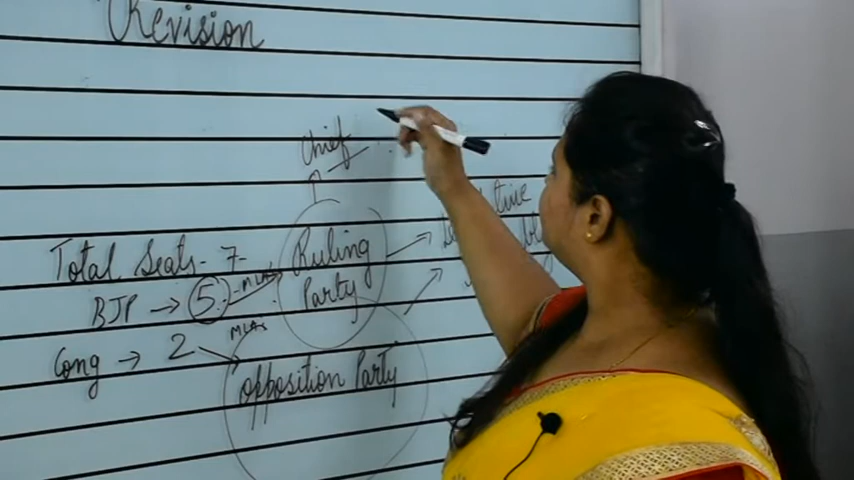 Revision
Chief
Total Seats - 7
Ruling
Party
BJP → 5 - MLAs
MLAs
Cong → 2
Opposition Party